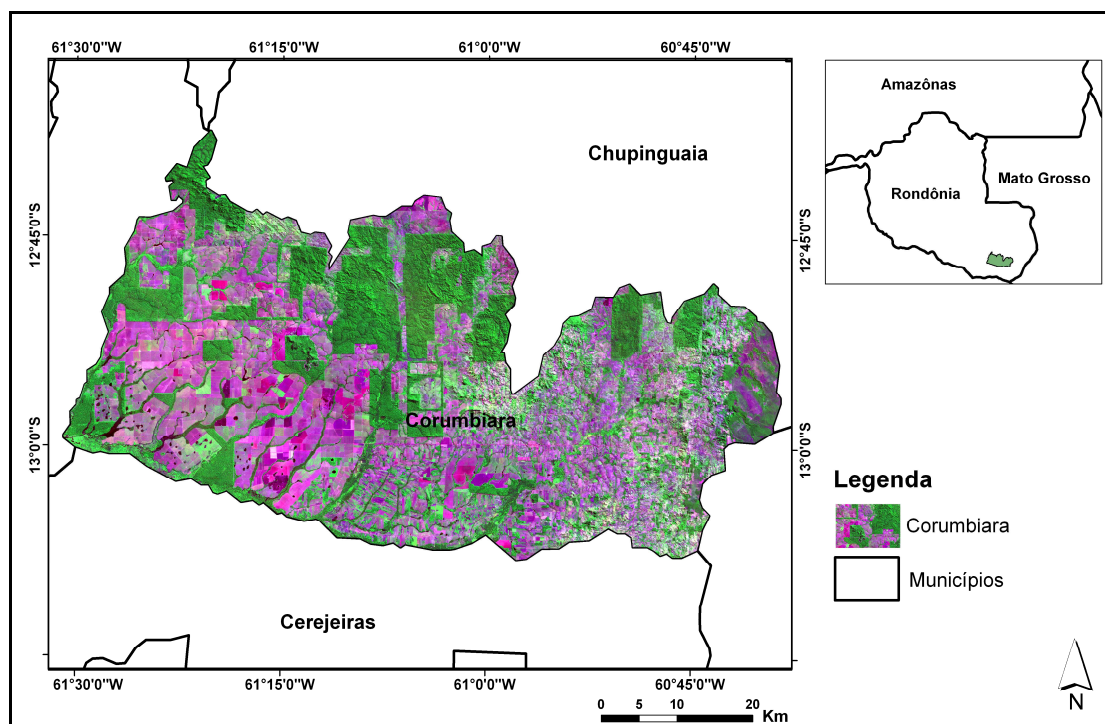 61°30'0"W 61°15'0"W 61°0'0"W 60°45'0"W
12°45'0"S
13°0'0"S
Chupinguaia
Corumbiara
Cerejeiras
12°45'0"S
13°0'0"S
61°30'0"W 61°15'0"W 61°0'0"W 60°45'0"W
Amazônas
Mato Grosso
Rondônia
Legenda
Corumbiara
Municípios
0 5 10 20
Km
N